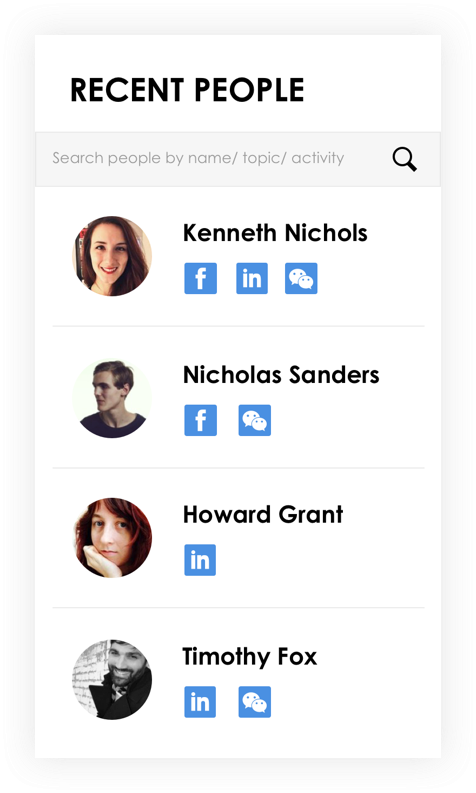 RECENT PEOPLE
Search people by name/ topic/ activity
Kenneth Nichols
f in
Nicholas Sanders
f
Howard Grant
in
Timothy Fox
in